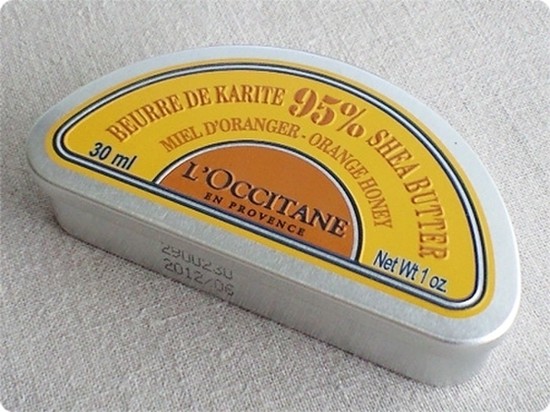 BEURRE DE KARITE 95% SHEA BUTTER
MIEL D'ORANGER - ORANGE HONEY
30 ml
L'OCCITANE
EN PROVENCE
Net Wt 1 oz.
2900230
2012/06